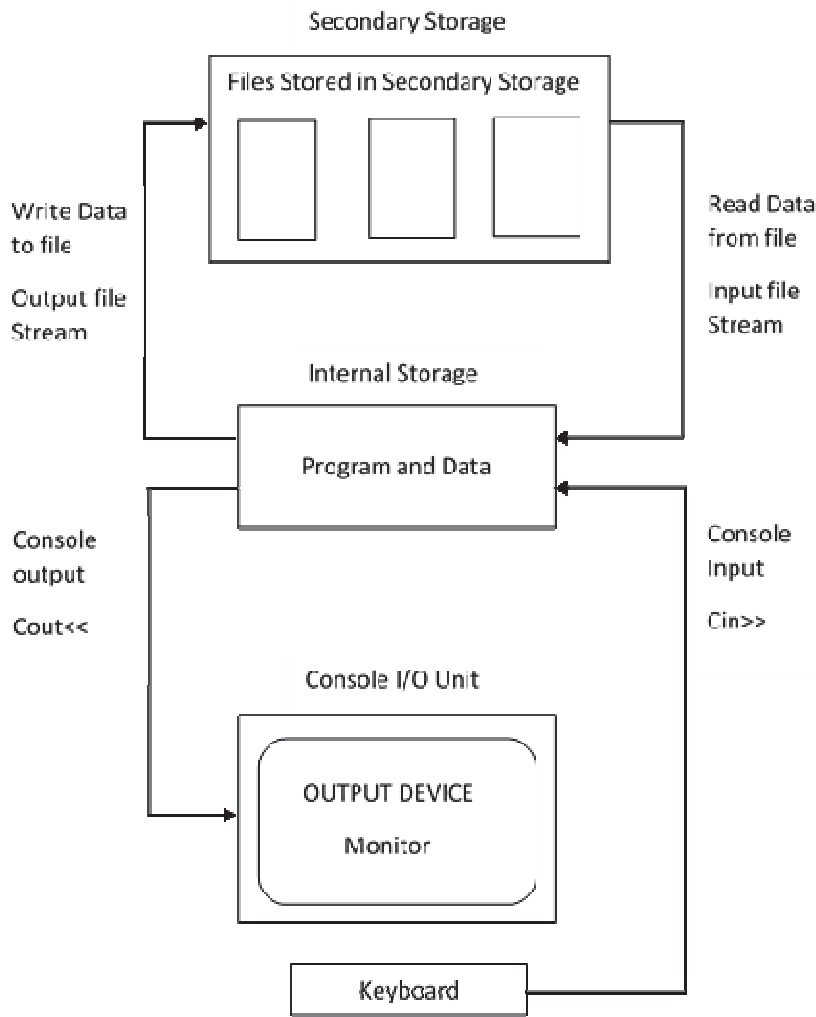 Secondary Storage
Files Stored in Secondary Storage
Write Data
to file
Output file
Stream
Read Data
from file
Input file
Stream
Internal Storage
Program and Data
Console
output
Cout<<
Console
Input
Cin>>
Console I/O Unit
OUTPUT DEVICE
Monitor
Keyboard